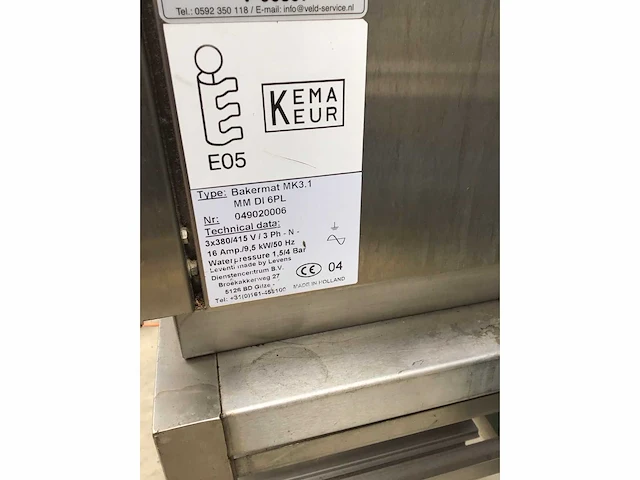 Tel.: 0592 350 118 / E-mail: info@veld-service.nl
KEMA
KEUR
E05
Type: Bakermat MK3.1
MM DI 6PL
Nr: 049020006
Technical data:
3x380/415 V / 3 Ph - N -
16 Amp./9,5 kW/50 Hz
Waterpressure 1,5/4 Bar
Leventi made by Levens
Dienstencentrum B.V.
Broekakkerweg 27
5126 BD Gilze.
Tel: +31(0)161-455100
CE 04
MADE IN HOLLAND